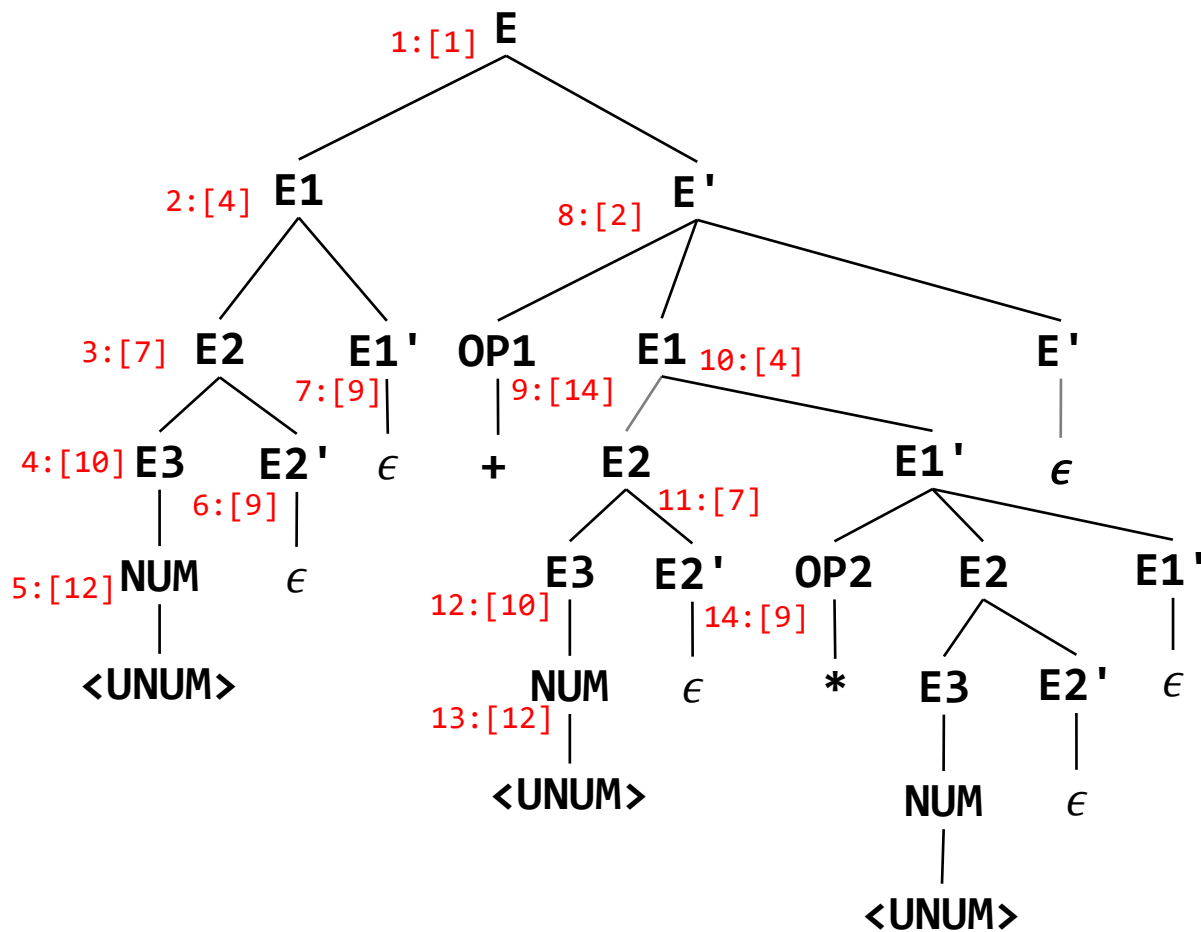 1:[1] E
2:[4] E1 8:[2] E'
3:[7] E2 E1' OP1 E1 10:[4] E'
7:[9] 9:[14]
4:[10] E3 E2' ϵ + E2 E1' ϵ
6:[9] 11:[7]
5:[12] NUM ϵ E3 E2' OP2 E2 E1'
12:[10] 14:[9]
<UNUM> NUM ϵ * E3 E2' ϵ
13:[12]
<UNUM> NUM ϵ
<UNUM>